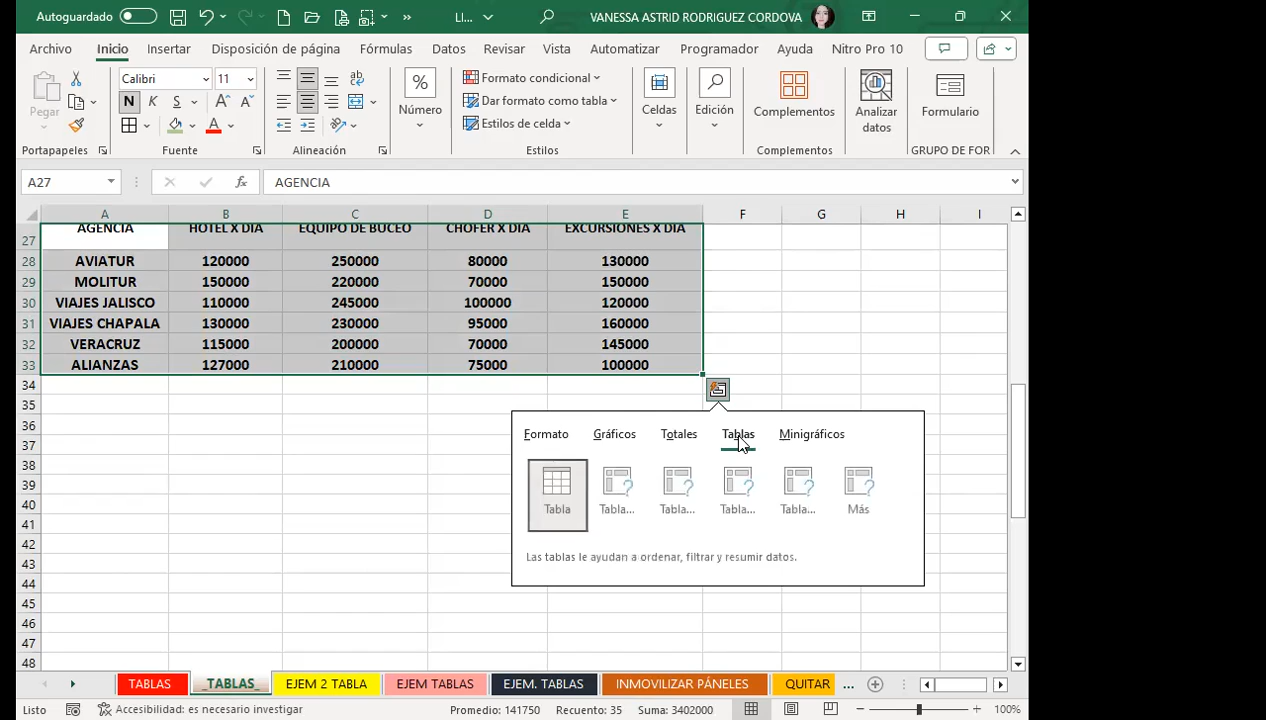 Autoguardado LI... VANESSA ASTRID RODRIGUEZ CORDOVA
Archivo Inicio Insertar Disposición de página Fórmulas Datos Revisar Vista Automatizar Programador Ayuda Nitro Pro 10
Pegar
Calibri 11
N K S
Número
Formato condicional
Dar formato como tabla
Estilos de celda
Celdas
Edición
Complementos
Analizar datos
Formulario
Portapapeles Fuente Alineación Estilos Complementos GRUPO DE FOR
A27 fx AGENCIA
A B C D E F G H I
27 AGENCIA HOTEL X DIA EQUIPO DE BUCEO CHOFER X DIA EXCURSIONES X DIA
28 AVIATUR 120000 250000 80000 130000
29 MOLITUR 150000 220000 70000 150000
30 VIAJES JALISCO 110000 245000 100000 120000
31 VIAJES CHAPALA 130000 230000 95000 160000
32 VERACRUZ 115000 200000 70000 145000
33 ALIANZAS 127000 210000 75000 100000
34
35
36
37
38
39
40
41
42
43
44
45
46
47
48
Formato Gráficos Totales Tablas Minigráficos
Tabla Tabla... Tabla... Tabla... Tabla... Más
Las tablas le ayudan a ordenar, filtrar y resumir datos.
TABLAS _TABLAS_ EJEM 2 TABLA EJEM TABLAS EJEM. TABLAS INMOVILIZAR PÁNELES QUITAR ...
Listo Accesibilidad: es necesario investigar Promedio: 141750 Recuento: 35 Suma: 3402000 100%